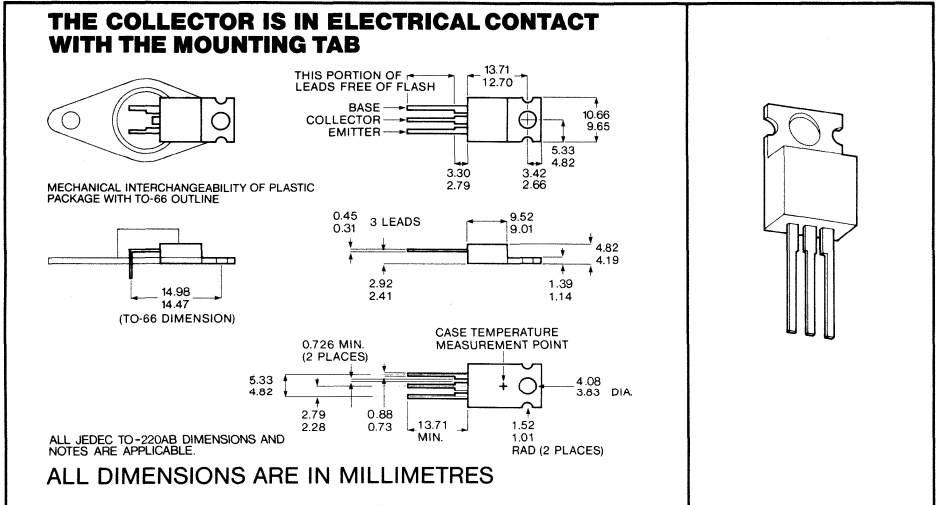 THE COLLECTOR IS IN ELECTRICAL CONTACT
WITH THE MOUNTING TAB
THIS PORTION OF
LEADS FREE OF FLASH
13.71
12.70
BASE
COLLECTOR
EMITTER
10.66
9.65
5.33
4.82
3.30
2.79
3.42
2.66
MECHANICAL INTERCHANGEABILITY OF PLASTIC
PACKAGE WITH TO-66 OUTLINE
0.45
0.31
3 LEADS
9.52
9.01
4.82
4.19
2.92
2.41
1.39
1.14
14.98
14.47
(TO-66 DIMENSION)
CASE TEMPERATURE
MEASUREMENT POINT
0.726 MIN.
(2 PLACES)
5.33
4.82
4.08
3.83 DIA.
2.79
2.28
0.88
0.73
13.71
MIN.
1.52
1.01
RAD (2 PLACES)
ALL JEDEC TO-220AB DIMENSIONS AND
NOTES ARE APPLICABLE.
ALL DIMENSIONS ARE IN MILLIMETRES